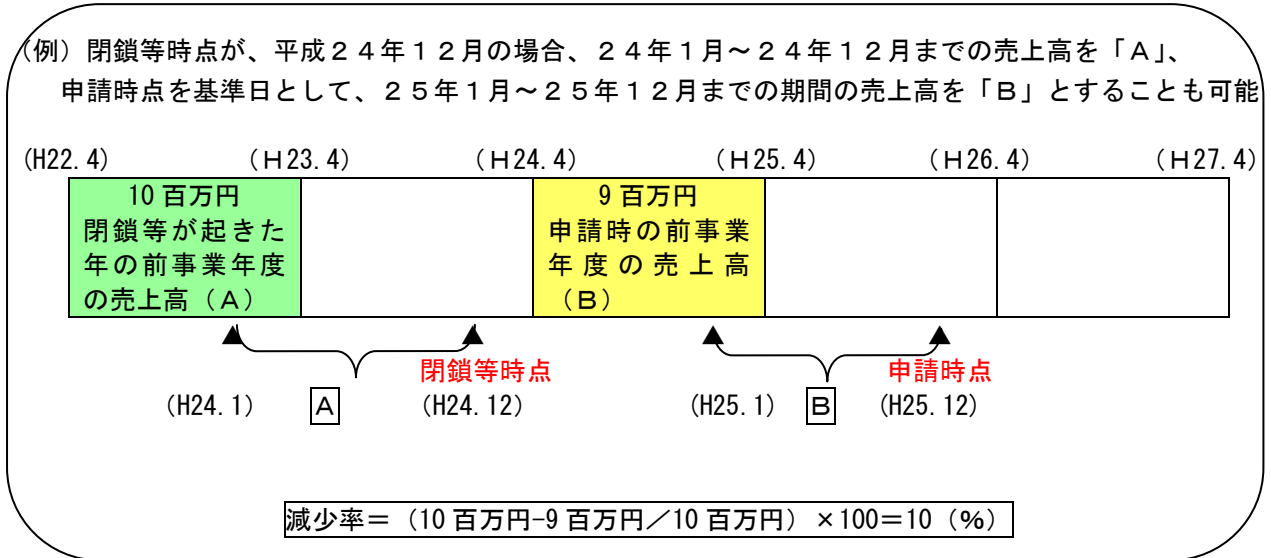 （例）閉鎖等時点が、平成２４年１２月の場合、２４年１月～２４年１２月までの売上高を「Ａ」、
申請時点を基準日として、２５年１月～２５年１２月までの期間の売上高を「Ｂ」とすることも可能
(H22.4) （Ｈ23.4） （Ｈ24.4） （Ｈ25.4） （Ｈ26.4） （Ｈ27.4）
10 百万円
閉鎖等が起きた
年の前事業年度
の売上高（Ａ）
9 百万円
申請時の前事業
年度の売上高
（Ｂ）
閉鎖等時点 申請時点
(H24.1) Ａ (H24.12) (H25.1) Ｂ (H25.12)
減少率＝（10 百万円-9 百万円／10 百万円）×100＝10（％）